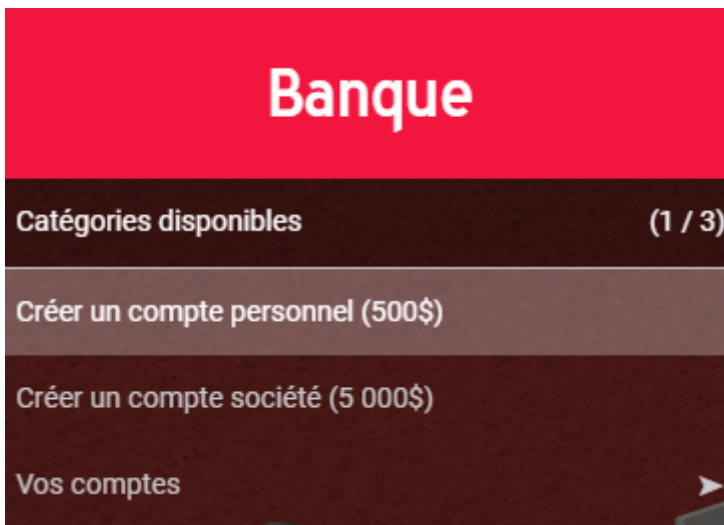 Banque
Catégories disponibles (1 / 3)
Créer un compte personnel (500$)
Créer un compte société (5 000$)
Vos comptes